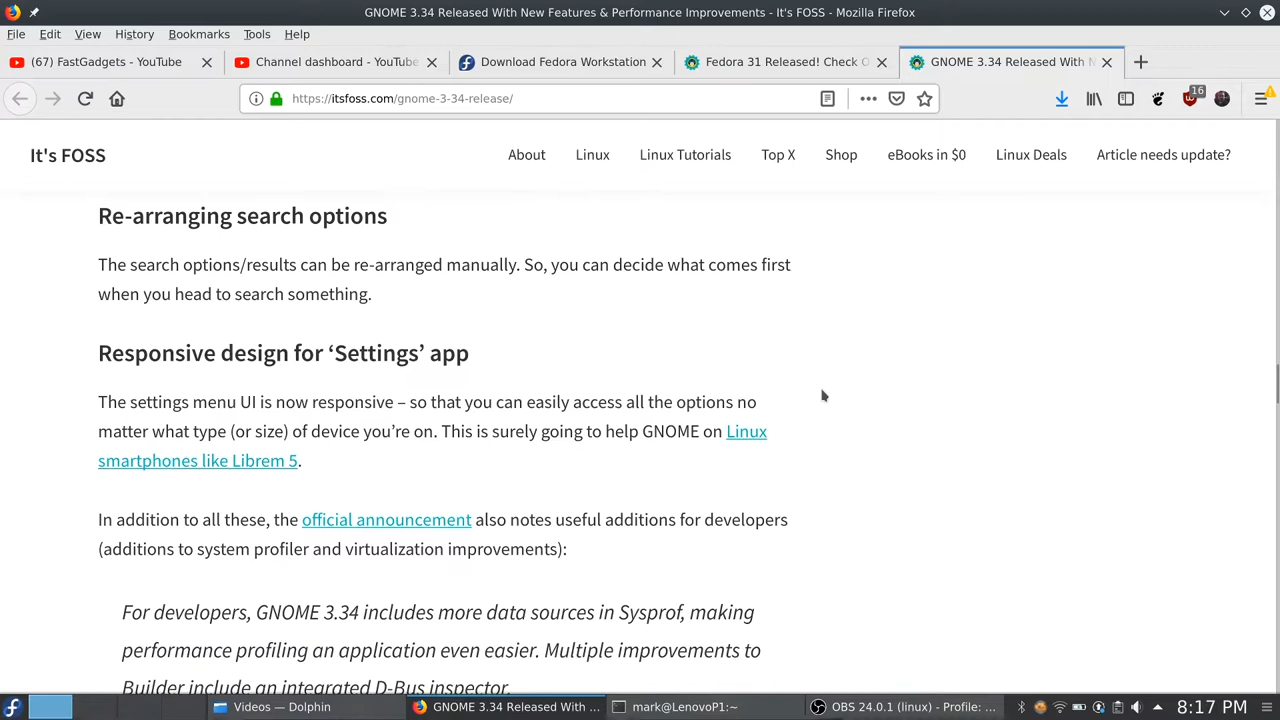 GNOME 3.34 Released With New Features & Performance Improvements - It's FOSS - Mozilla Firefox
File Edit View History Bookmarks Tools Help
(67) FastGadgets - YouTube
Channel dashboard - YouTube
Download Fedora Workstation
Fedora 31 Released! Check O
GNOME 3.34 Released With N
https://itsfoss.com/gnome-3-34-release/
16
It's FOSS
About Linux Linux Tutorials Top X Shop eBooks in $0 Linux Deals Article needs update?
Re-arranging search options
The search options/results can be re-arranged manually. So, you can decide what comes first
when you head to search something.
Responsive design for ‘Settings’ app
The settings menu UI is now responsive – so that you can easily access all the options no
matter what type (or size) of device you’re on. This is surely going to help GNOME on Linux
smartphones like Librem 5.
In addition to all these, the official announcement also notes useful additions for developers
(additions to system profiler and virtualization improvements):
For developers, GNOME 3.34 includes more data sources in Sysprof, making
performance profiling an application even easier. Multiple improvements to
Builder include an integrated D-Bus inspector.
Videos — Dolphin
GNOME 3.34 Released With ...
mark@LenovoP1:~
OBS 24.0.1 (linux) - Profile: ...
8:17 PM